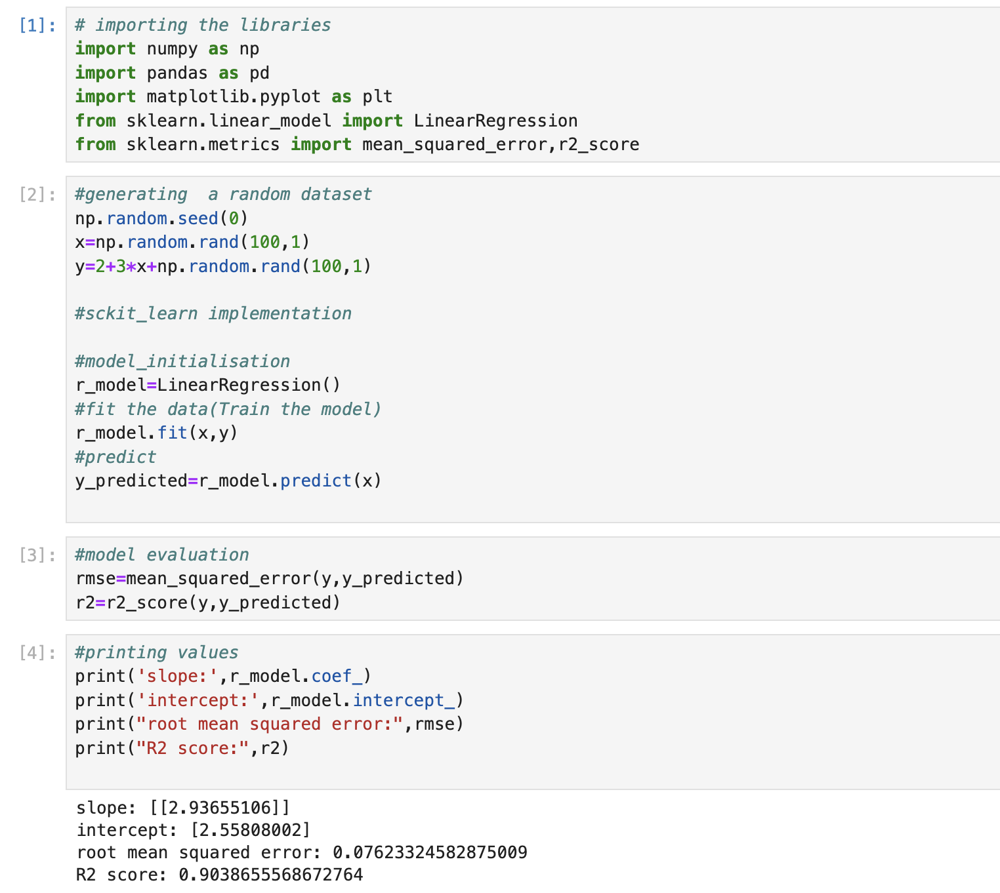 [1]:
# importing the libraries
import numpy as np
import pandas as pd
import matplotlib.pyplot as plt
from sklearn.linear_model import LinearRegression
from sklearn.metrics import mean_squared_error,r2_score
[2]:
#generating  a random dataset
np.random.seed(0)
x=np.random.rand(100,1)
y=2+3*x+np.random.rand(100,1)
#sckit_learn implementation
#model_initialisation
r_model=LinearRegression()
#fit the data(Train the model)
r_model.fit(x,y)
#predict
y_predicted=r_model.predict(x)
[3]:
#model evaluation
rmse=mean_squared_error(y,y_predicted)
r2=r2_score(y,y_predicted)
[4]:
#printing values
print('slope:',r_model.coef_)
print('intercept:',r_model.intercept_)
print("root mean squared error:",rmse)
print("R2 score:",r2)
slope: [[2.93655106]]
intercept: [2.55808002]
root mean squared error: 0.07623324582875009
R2 score: 0.9038655568672764